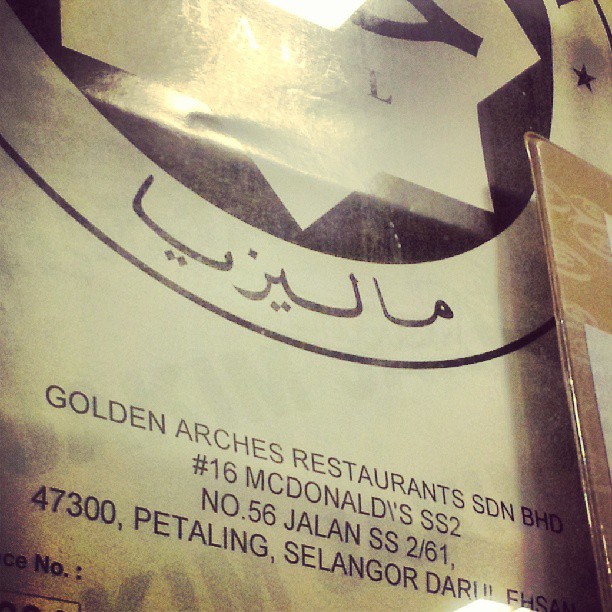 ماليزيا
GOLDEN ARCHES RESTAURANTS SDN BHD
#16 MCDONALD\'S SS2
NO.56 JALAN SS 2/61,
47300, PETALING, SELANGOR DARUL EHSAN
ce No. :